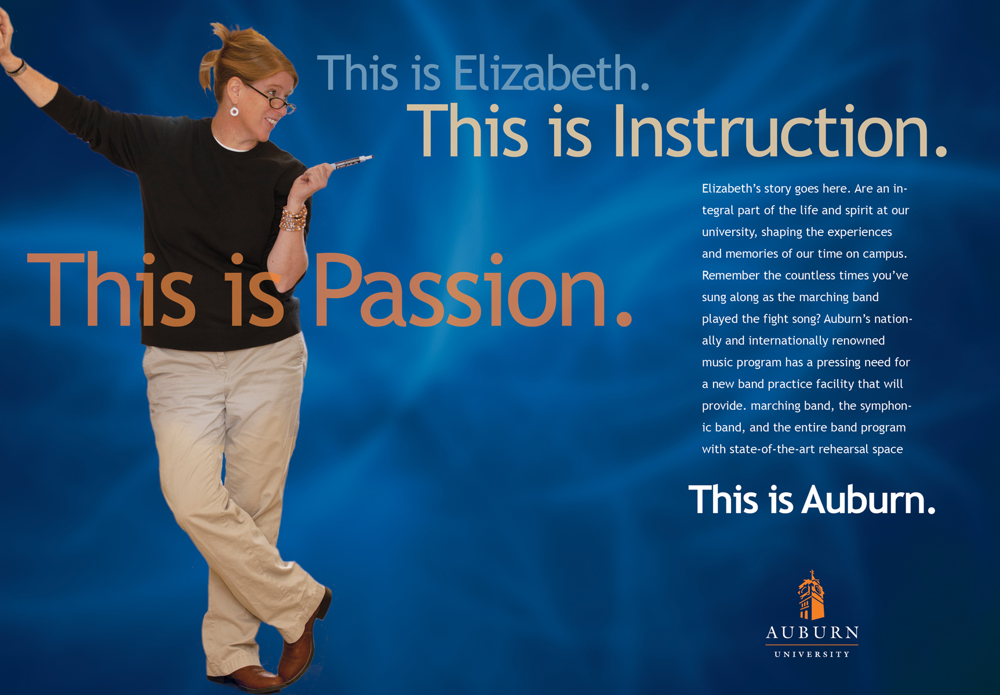 This is Elizabeth.
This is Instruction.
This is Passion.
Elizabeth’s story goes here. Are an in-
tegral part of the life and spirit at our
university, shaping the experiences
and memories of our time on campus.
Remember the countless times you’ve
sung along as the marching band
played the fight song? Auburn’s nation-
ally and internationally renowned
music program has a pressing need for
a new band practice facility that will
provide. marching band, the symphon-
ic band, and the entire band program
with state-of-the-art rehearsal space
This is Auburn.
AUBURN
UNIVERSITY